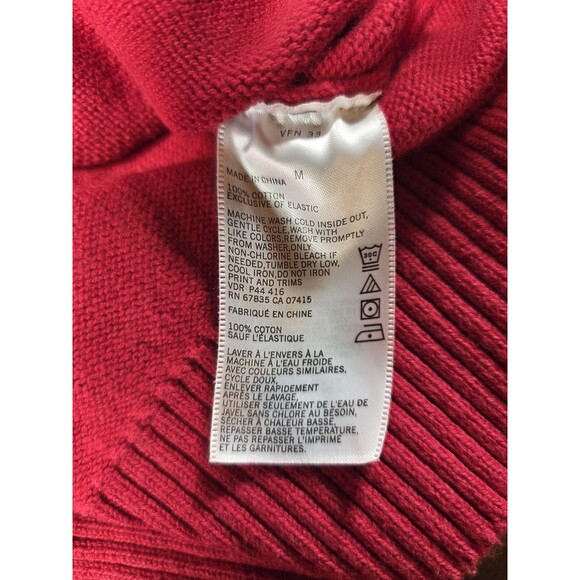 VFN 33
MADE IN CHINA M
100% COTTON
EXCLUSIVE OF ELASTIC
MACHINE WASH COLD INSIDE OUT,
GENTLE CYCLE,WASH WITH
LIKE COLORS,REMOVE PROMPTLY
FROM WASHER,ONLY
NON-CHLORINE BLEACH IF
NEEDED,TUMBLE DRY LOW,
COOL IRON,DO NOT IRON
PRINT AND TRIMS
VDR P44 416
RN 67835 CA 07415
FABRIQUÉ EN CHINE
100% COTON
SAUF L'ÉLASTIQUE
LAVER À L'ENVERS À LA
MACHINE À L'EAU FROIDE
AVEC COULEURS SIMILAIRES,
CYCLE DOUX,
ENLEVER RAPIDEMENT
APRÈS LE LAVAGE,
UTILISER SEULEMENT DE L'EAU DE
JAVEL SANS CHLORE AU BESOIN,
SÉCHER À CHALEUR BASSE,
REPASSER BASSE TEMPÉRATURE,
NE PAS REPASSER L'IMPRIMÉ
ET LES GARNITURES.
30C